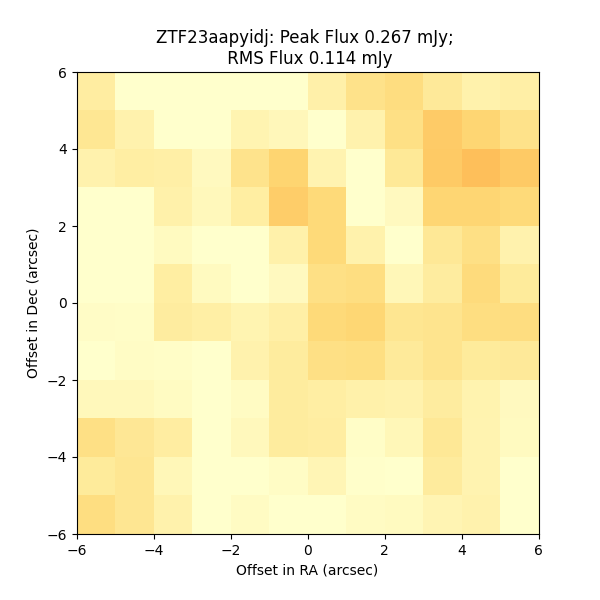 ZTF23aapyidj: Peak Flux 0.267 mJy;
RMS Flux 0.114 mJy
6
4
2
0
−2
−4
−6
Offset in Dec (arcsec)
−6 −4 −2 0 2 4 6
Offset in RA (arcsec)